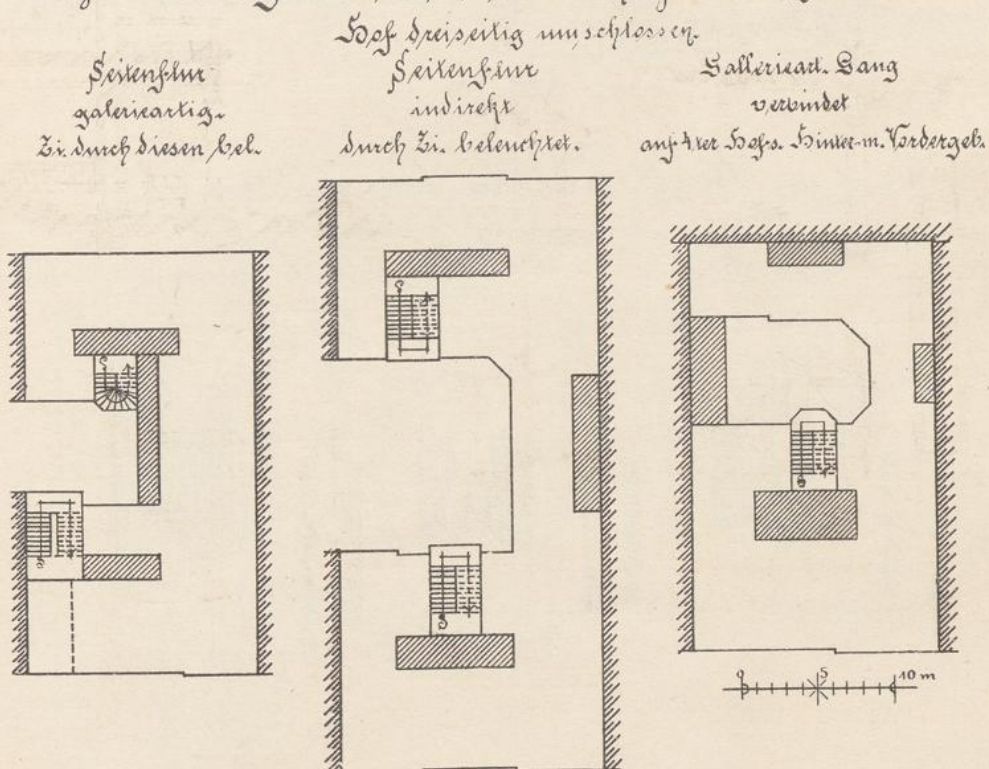 Hof dreiseitig umschlossen.
Seitenflur
galerieartig.
Zi. durch diesen bel.
Seitenflur
indirekt
durch Zi. beleuchtet.
Gallerieart. Gang
verbindet
auf 4ter Hofs. Hinter- m. Vordergeb.
0 5 10 m